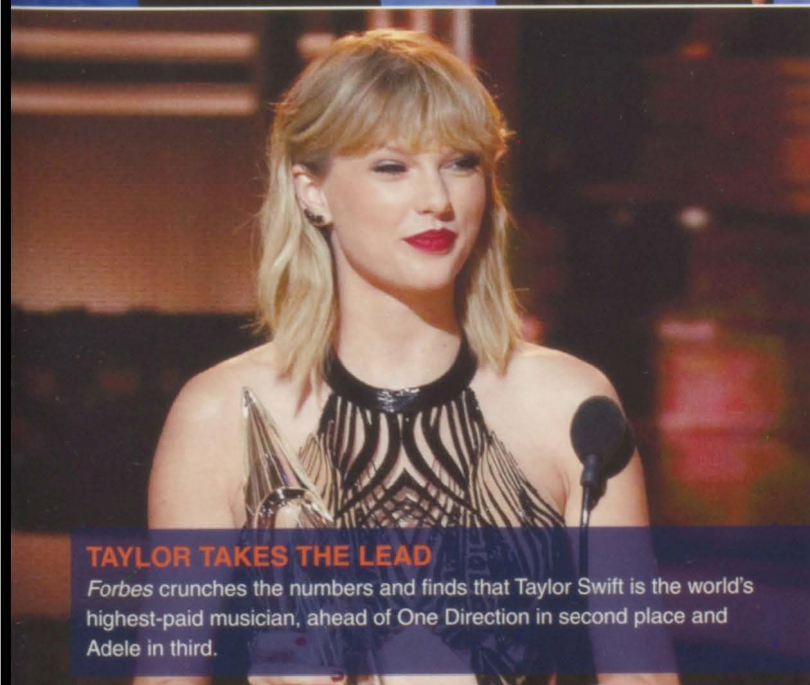 TAYLOR TAKES THE LEAD
Forbes crunches the numbers and finds that Taylor Swift is the world's
highest-paid musician, ahead of One Direction in second place and
Adele in third.